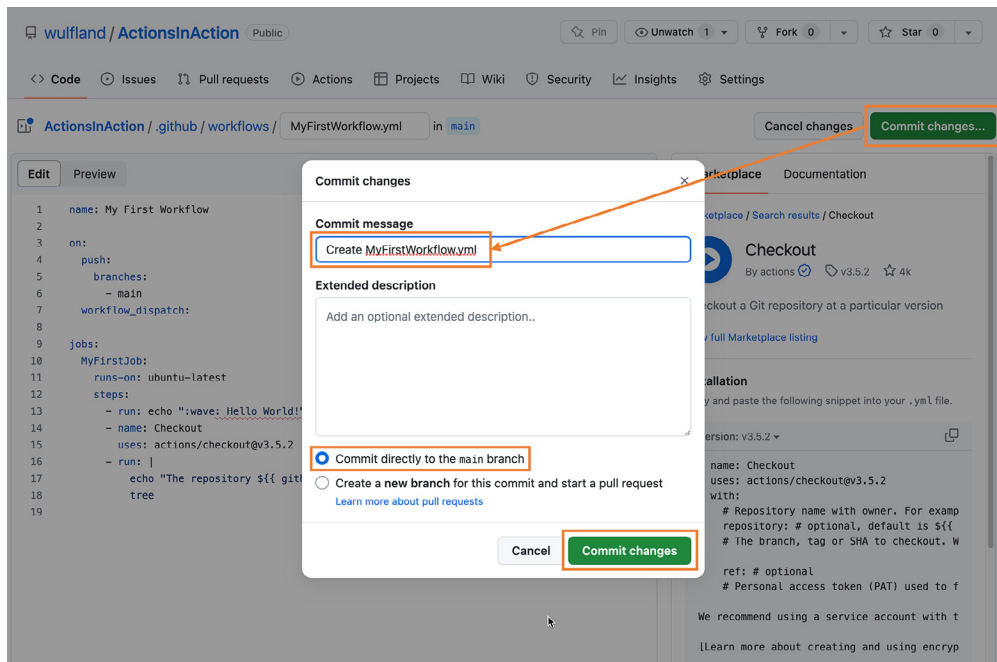 wulfland / ActionsInAction Public
Pin Unwatch 1 Fork 0 Star 0
Code Issues Pull requests Actions Projects Wiki Security Insights Settings
ActionsInAction / .github / workflows / MyFirstWorkflow.yml in main Cancel changes Commit changes...
Edit Preview
1 name: My First Workflow
2
3 on:
4 push:
5 branches:
6 - main
7 workflow_dispatch:
8
9 jobs:
10 MyFirstJob:
11 runs-on: ubuntu-latest
12 steps:
13 - run: echo ":wave: Hello World!"
14 - name: Checkout
15 uses: actions/checkout@v3.5.2
16 - run: |
17 echo "The repository ${{ gith
18 tree
19
Commit changes
Commit message
Create MyFirstWorkflow.yml
Extended description
Add an optional extended description..
Commit directly to the main branch
Create a new branch for this commit and start a pull request
Learn more about pull requests
Cancel Commit changes
arketplace Documentation
ketplace / Search results / Checkout
Checkout
By actions v3.5.2 4k
eckout a Git repository at a particular version
full Marketplace listing
tallation
y and paste the following snippet into your .yml file.
ersion: v3.5.2
name: Checkout
uses: actions/checkout@v3.5.2
with:
# Repository name with owner. For examp
repository: # optional, default is ${{
# The branch, tag or SHA to checkout. W
ref: # optional
# Personal access token (PAT) used to f
We recommend using a service account with t
[Learn more about creating and using encryp